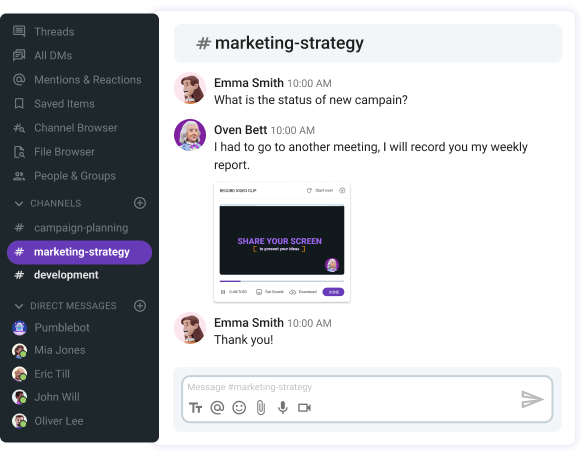 Threads
All DMs
Mentions & Reactions
Saved Items
Channel Browser
File Browser
People & Groups
CHANNELS
# campaign-planning
# marketing-strategy
# development
DIRECT MESSAGES
Pumblebot
Mia Jones
Eric Till
John Will
Oliver Lee
# marketing-strategy
Emma Smith 10:00 AM
What is the status of new campain?
Oven Bett 10:00 AM
I had to go to another meeting, I will record you my weekly
report.
RECORD VIDEO CLIP Start over
SHARE YOUR SCREEN
[ to present your ideas ]
0:48/5:00 Set thumb Download DONE
Emma Smith 10:00 AM
Thank you!
Message #marketing-strategy